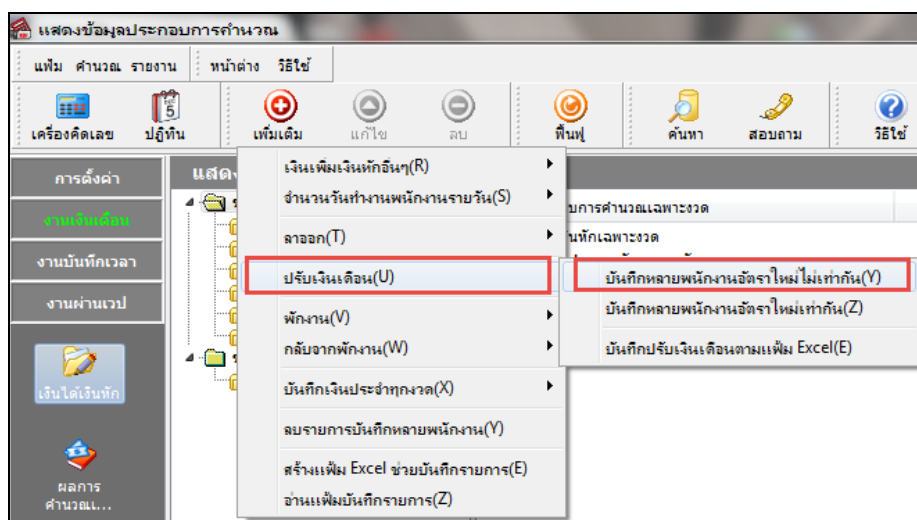 แสดงข้อมูลประกอบการคำนวณ
แฟ้ม คำนวณ รายงาน หน้าต่าง วิธีใช้
5
เครื่องคิดเลข ปฏิทิน เพิ่มเติม แก้ไข ลบ พื้นฟู ค้นหา สอบถาม วิธีใช้
การตั้งค่า
งานเงินเดือน
งานบันทึกเวลา
งานผ่านเวป
เงินได้เงินหัก
ผลการ
คำนวณเ...
แสดง
เงินเพิ่มเงินหักอื่นๆ(R)
จำนวนวันทำงานพนักงานรายวัน(S)
ลาออก(T)
ปรับเงินเดือน(U)
พักงาน(V)
กลับจากพักงาน(W)
บันทึกเงินประจำทุกงวด(X)
ลบรายการบันทึกหลายพนักงาน(Y)
สร้างแฟ้ม Excel ช่วยบันทึกรายการ(E)
อ่านแฟ้มบันทึกรายการ(Z)
บการคำนวณเฉพาะงวด
นหักเฉพาะงวด
บันทึกหลายพนักงานอัตราใหม่ไม่เท่ากัน(Y)
บันทึกหลายพนักงานอัตราใหม่เท่ากัน(Z)
บันทึกปรับเงินเดือนตามแฟ้ม Excel(E)